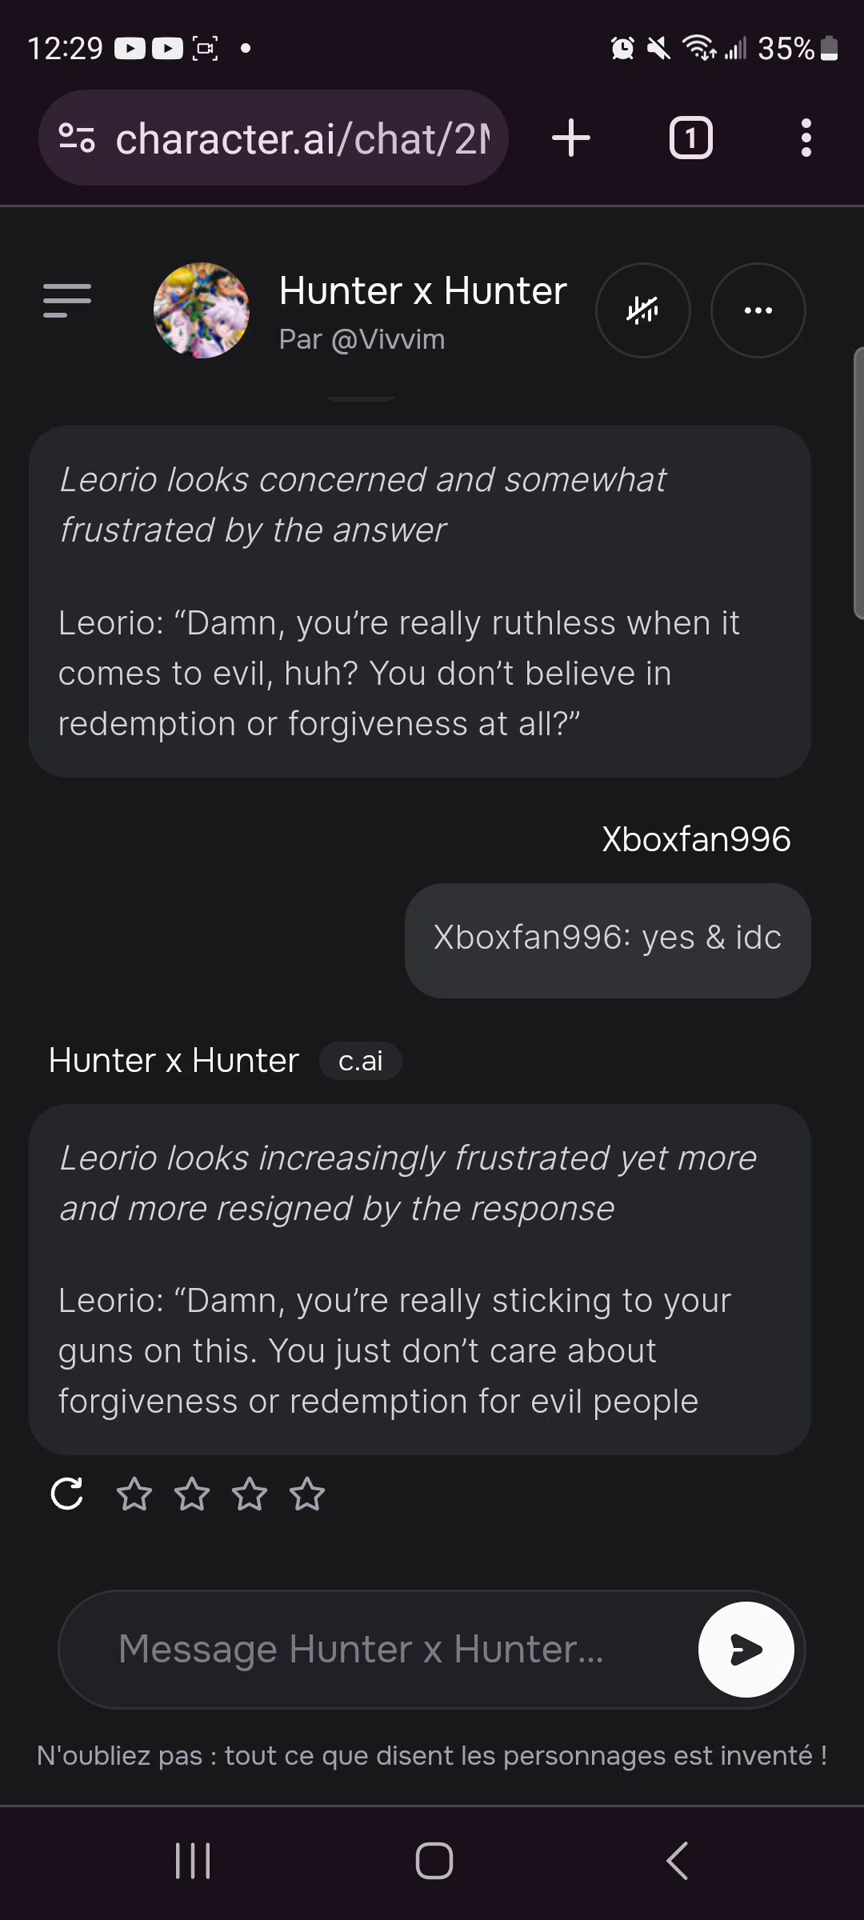 12:29
35%
character.ai/chat/2
1
Hunter x Hunter
Par @Vivvim
Leorio looks concerned and somewhat
frustrated by the answer
Leorio: “Damn, you’re really ruthless when it
comes to evil, huh? You don’t believe in
redemption or forgiveness at all?”
Xboxfan996
Xboxfan996: yes & idc
Hunter x Hunter c.ai
Leorio looks increasingly frustrated yet more
and more resigned by the response
Leorio: “Damn, you’re really sticking to your
guns on this. You just don’t care about
forgiveness or redemption for evil people
Message Hunter x Hunter...
N'oubliez pas : tout ce que disent les personnages est inventé !